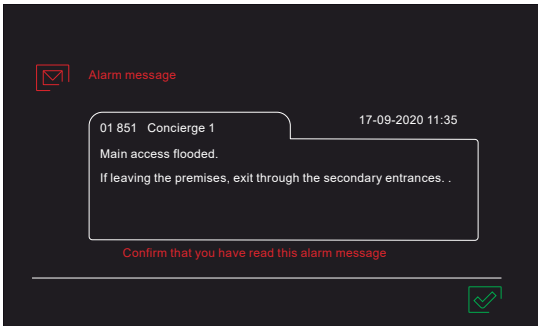 Alarm message
01 851 Concierge 1
17-09-2020 11:35
Main access flooded.
If leaving the premises, exit through the secondary entrances. .
Confirm that you have read this alarm message